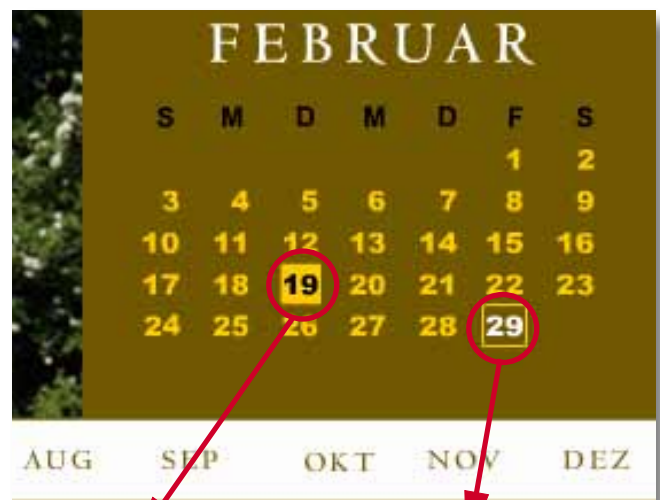 FEBRUAR
S M D M D F S
1 2
3 4 5 6 7 8 9
10 11 12 13 14 15 16
17 18 19 20 21 22 23
24 25 26 27 28 29
AUG SEP OKT NOV DEZ